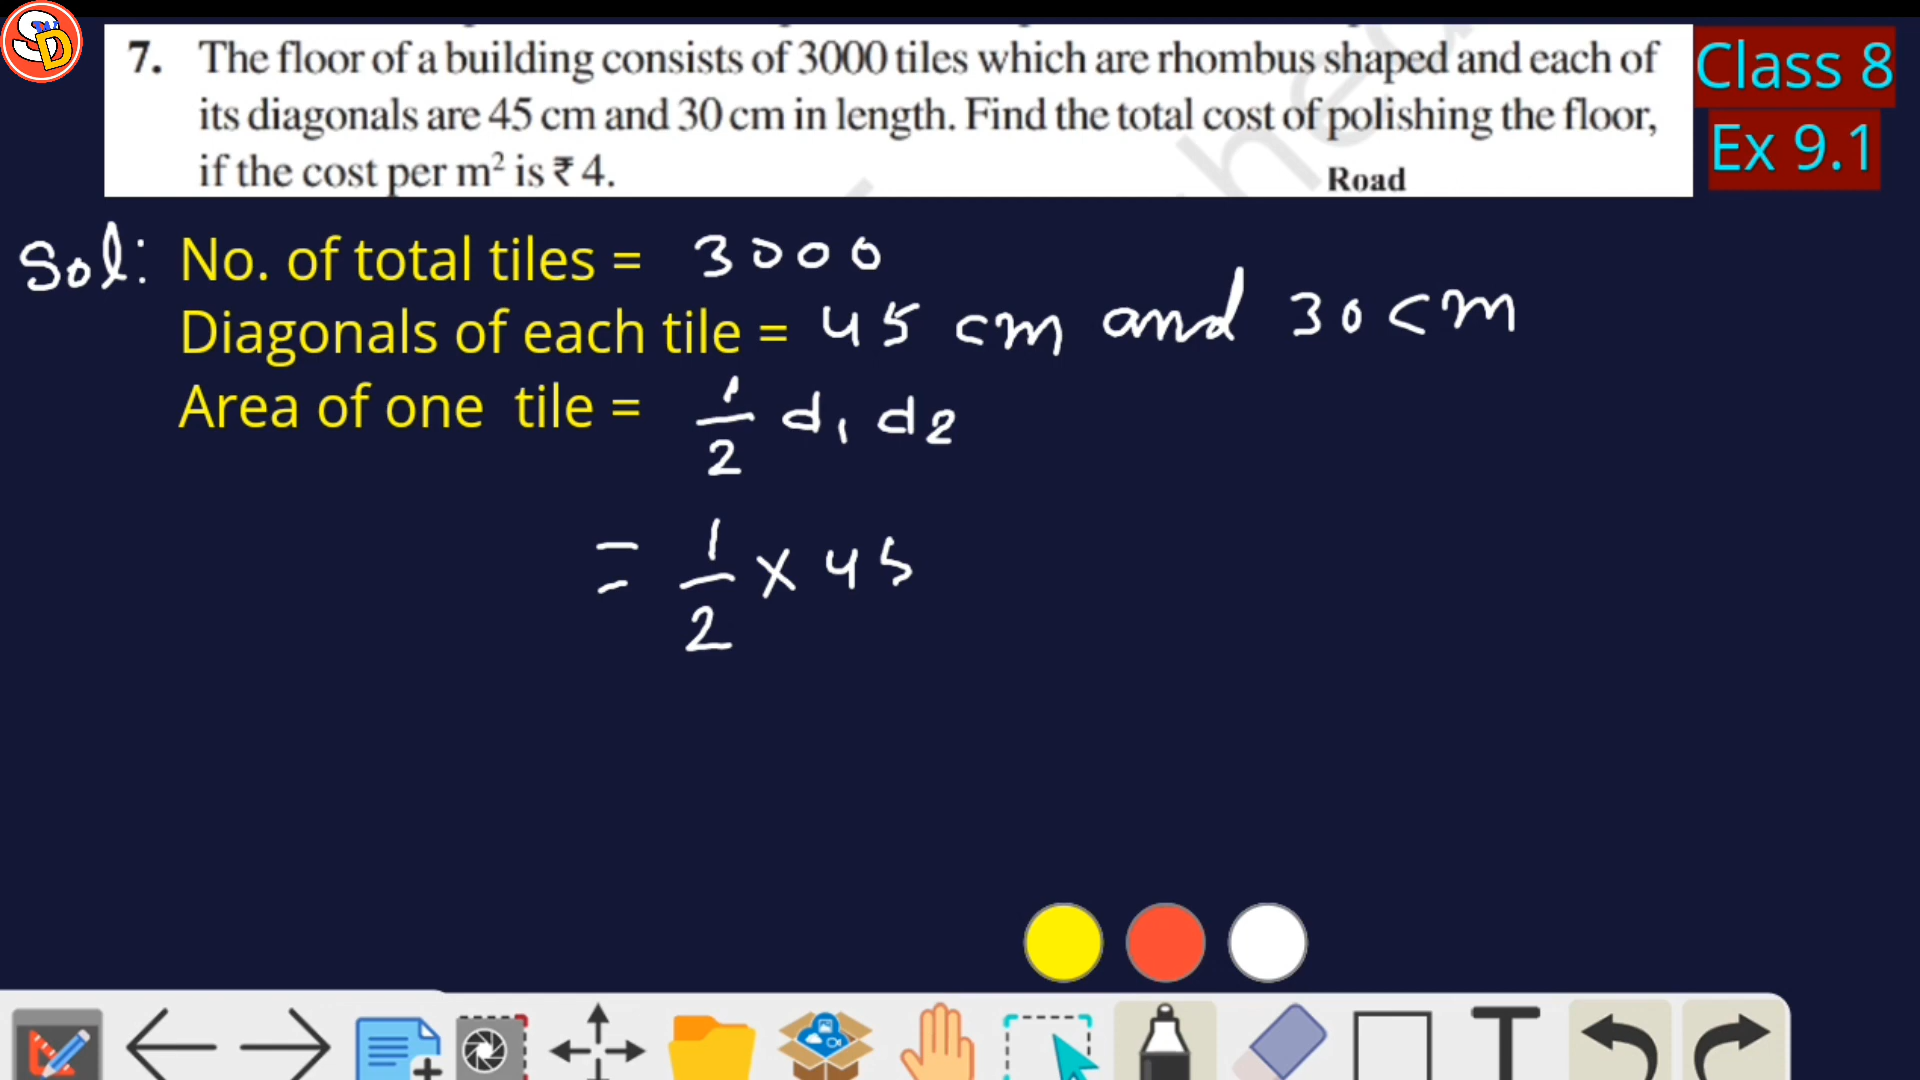 SD
7. The floor of a building consists of 3000 tiles which are rhombus shaped and each of
its diagonals are 45 cm and 30 cm in length. Find the total cost of polishing the floor,
if the cost per m² is ₹ 4.
Road
Class 8
Ex 9.1
Sol: No. of total tiles = 3000
Diagonals of each tile = 45 cm and 30 cm
Area of one tile = 1/2 d₁ d₂
= 1/2 × 45
T